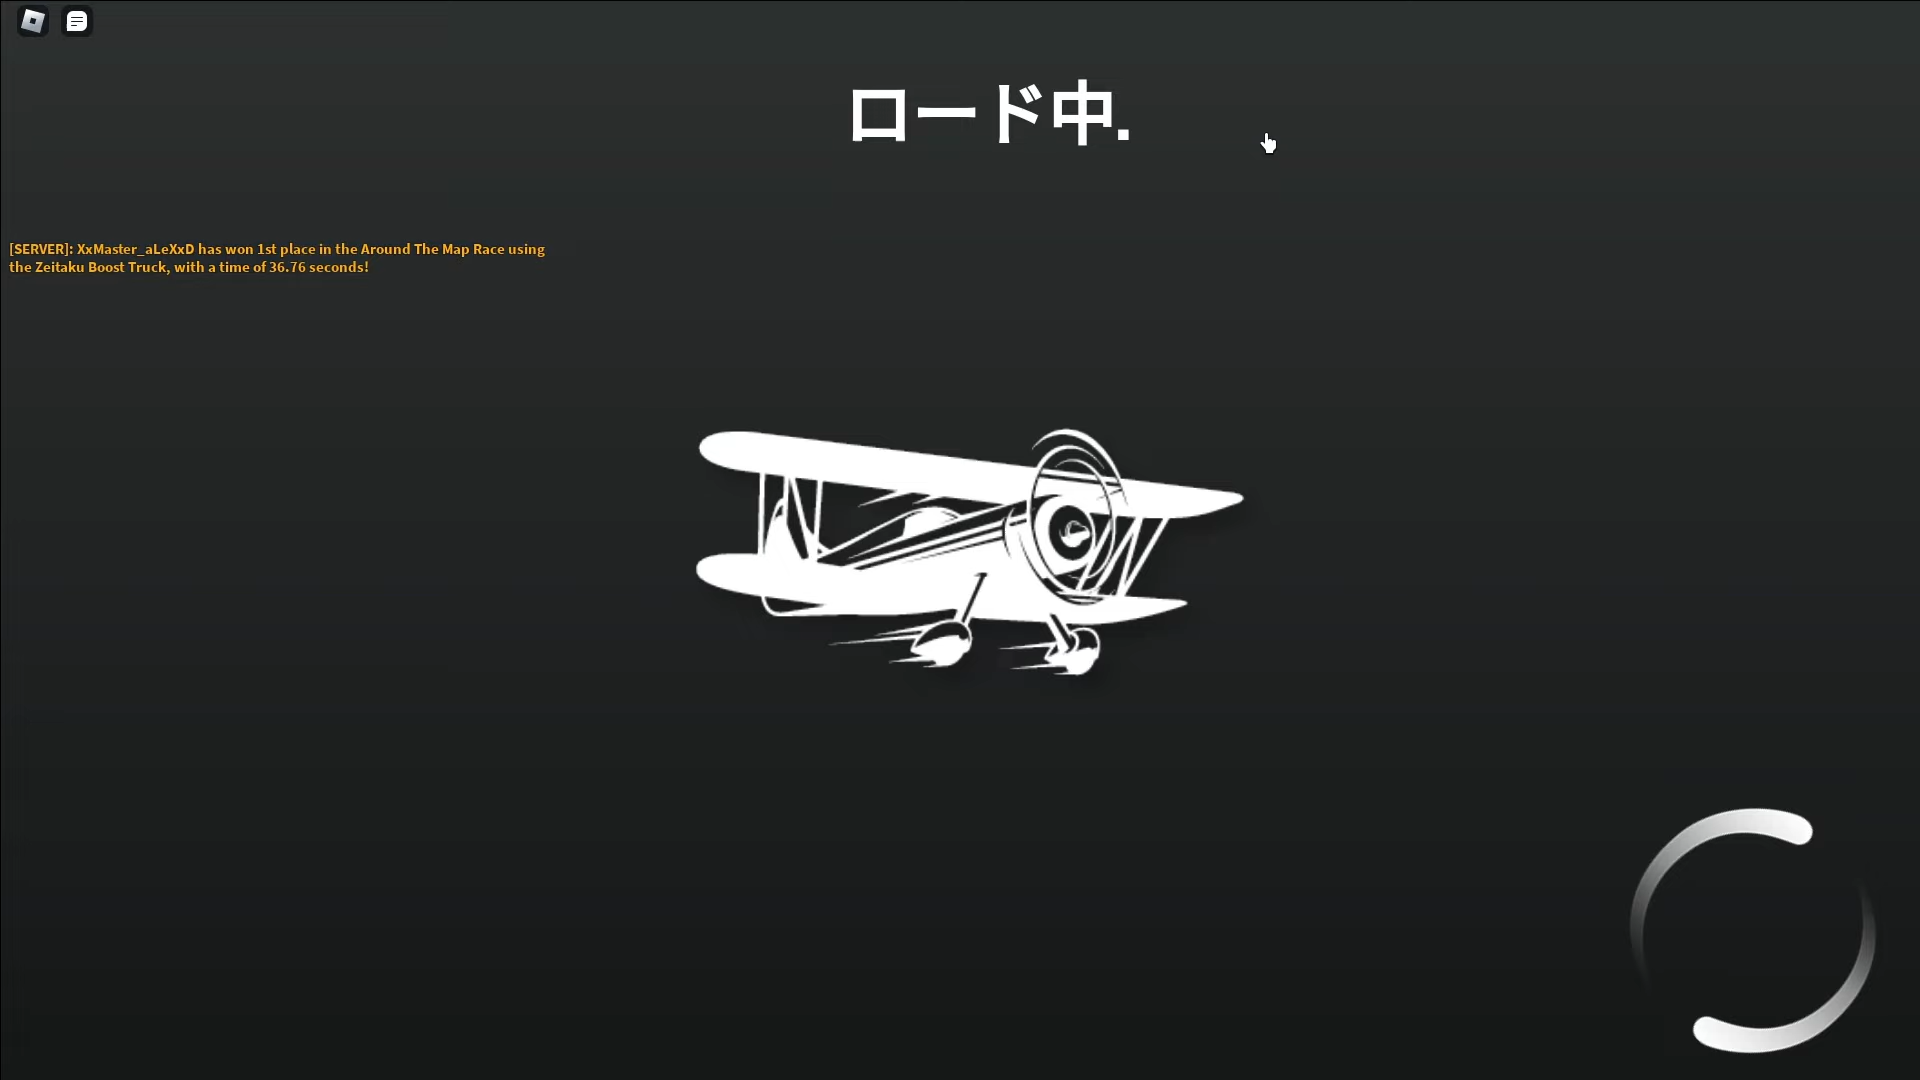 ロード中.
[SERVER]: XxMaster_aLeXxD has won 1st place in the Around The Map Race using
the Zeitaku Boost Truck, with a time of 36.76 seconds!